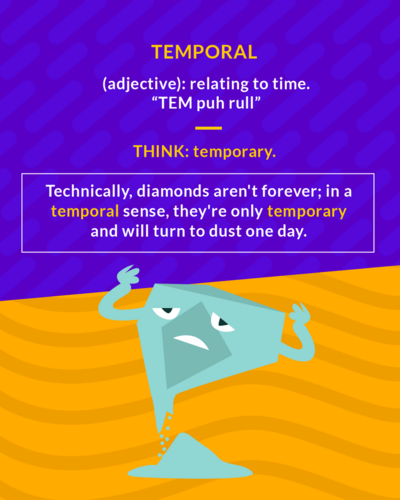 TEMPORAL
(adjective): relating to time.
“TEM puh rull”
THINK: temporary.
Technically, diamonds aren't forever; in a
temporal sense, they're only temporary
and will turn to dust one day.